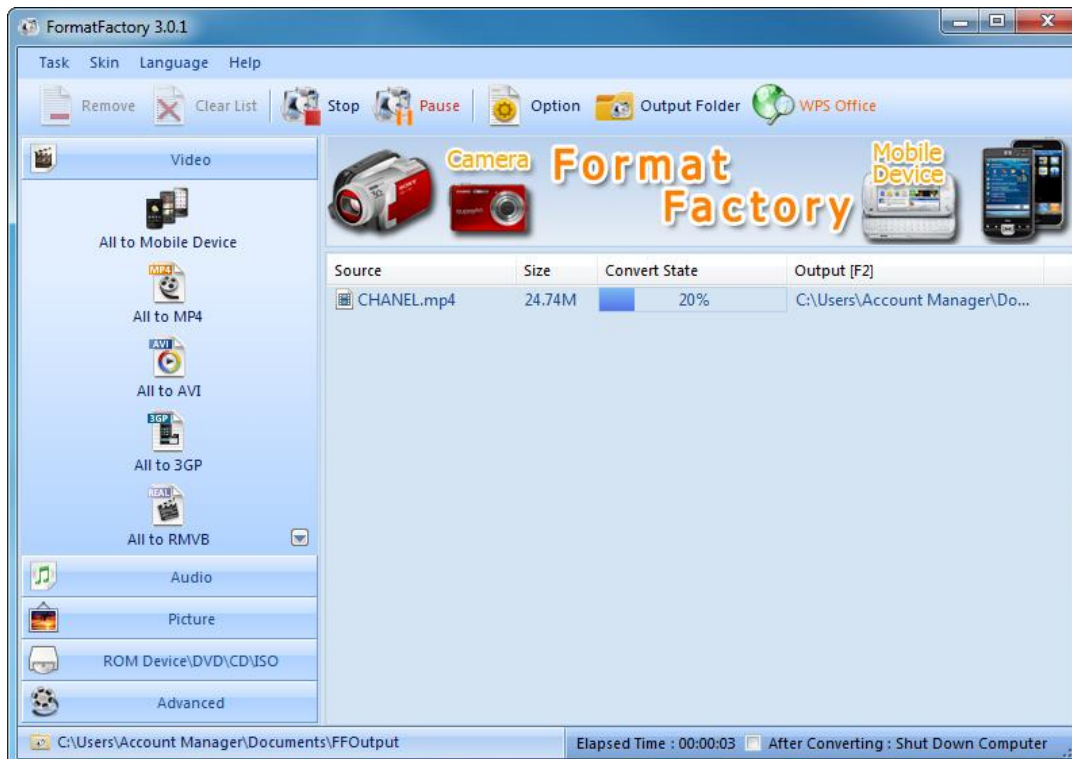 FormatFactory 3.0.1
Task Skin Language Help
Remove Clear List Stop Pause Option Output Folder WPS Office
Video
All to Mobile Device
MP4
All to MP4
AVI
All to AVI
3GP
All to 3GP
REAL
All to RMVB
Audio
Picture
ROM Device\DVD\CD\ISO
Advanced
Camera
Format
Factory
Mobile
Device
SONY
Source Size Convert State Output [F2]
CHANEL.mp4 24.74M 20% C:\Users\Account Manager\Do...
C:\Users\Account Manager\Documents\FFOutput
Elapsed Time : 00:00:03 After Converting : Shut Down Computer